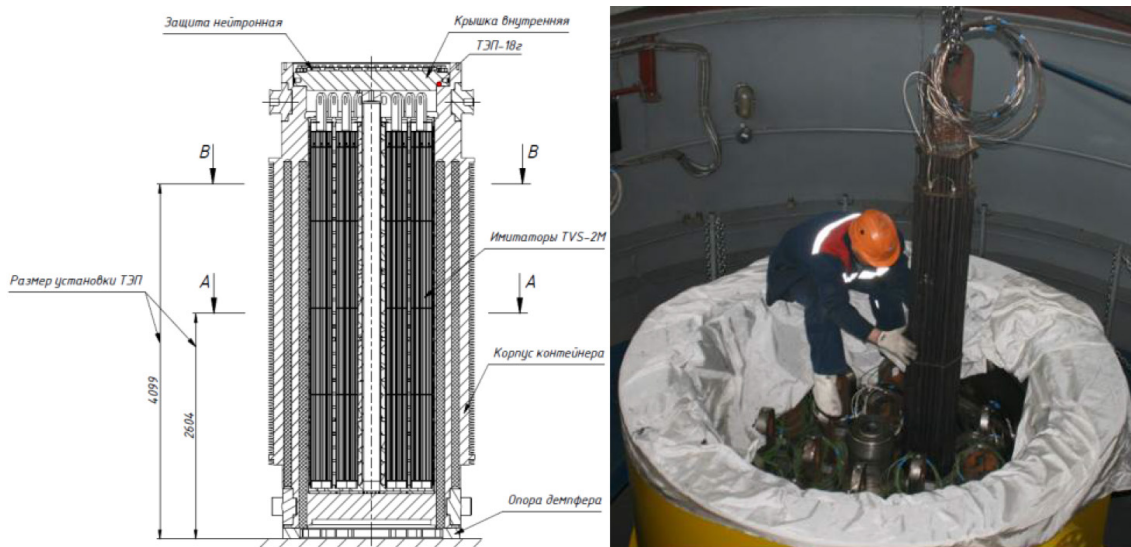 Защита нейтронная
Крышка внутренняя
ТЭП-18г
В
В
Имитаторы TVS-2М
Размер установки ТЭП
А
А
Корпус контейнера
4099
2604
Опора демпфера